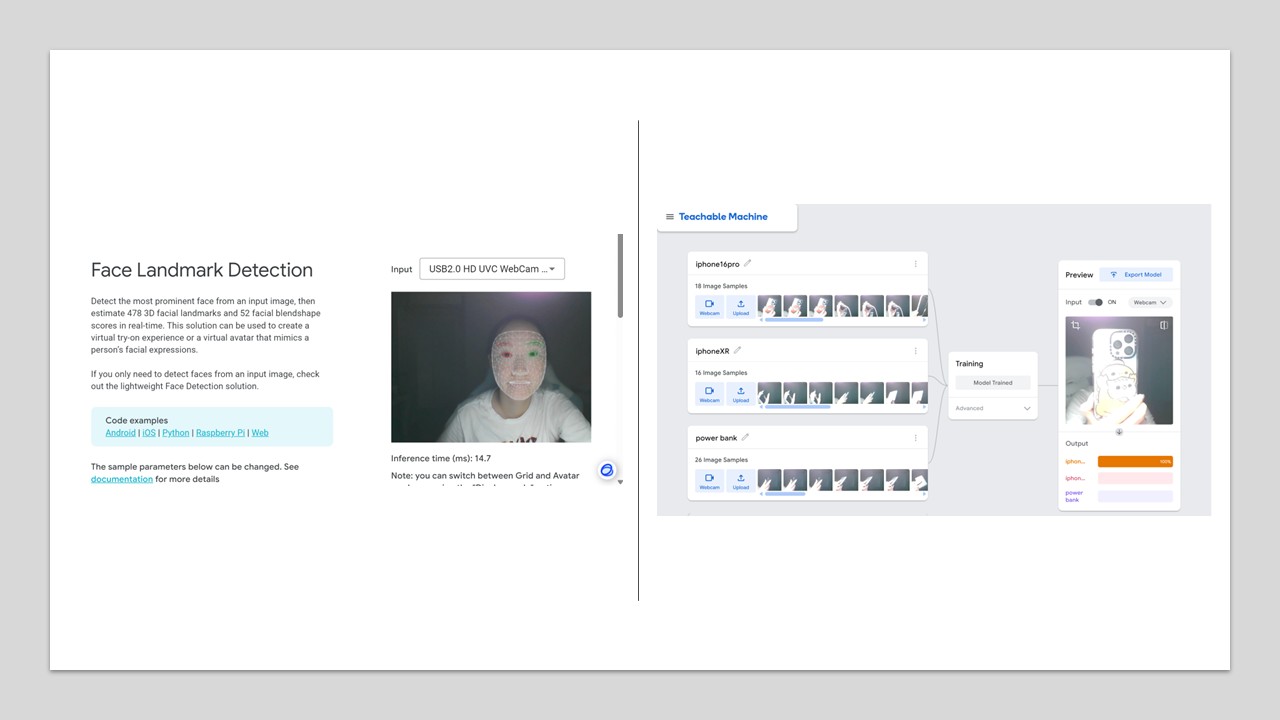 Face Landmark Detection
Detect the most prominent face from an input image, then
estimate 478 3D facial landmarks and 52 facial blendshape
scores in real-time. This solution can be used to create a
virtual try-on experience or a virtual avatar that mimics a
person's facial expressions.
If you only need to detect faces from an input image, check
out the lightweight Face Detection solution.
Code examples
Android | iOS | Python | Raspberry Pi | Web
The sample parameters below can be changed. See
documentation for more details
Input
USB2.0 HD UVC WebCam ...
Inference time (ms): 14.7
Note: you can switch between Grid and Avatar
Teachable Machine
iphone16pro
18 Image Samples
Webcam
Upload
iphoneXR
16 Image Samples
Webcam
Upload
power bank
26 Image Samples
Webcam
Upload
Training
Model Trained
Advanced
Preview
Export Model
Input
ON
Webcam
Output
iphon...
100%
iphon...
power
bank